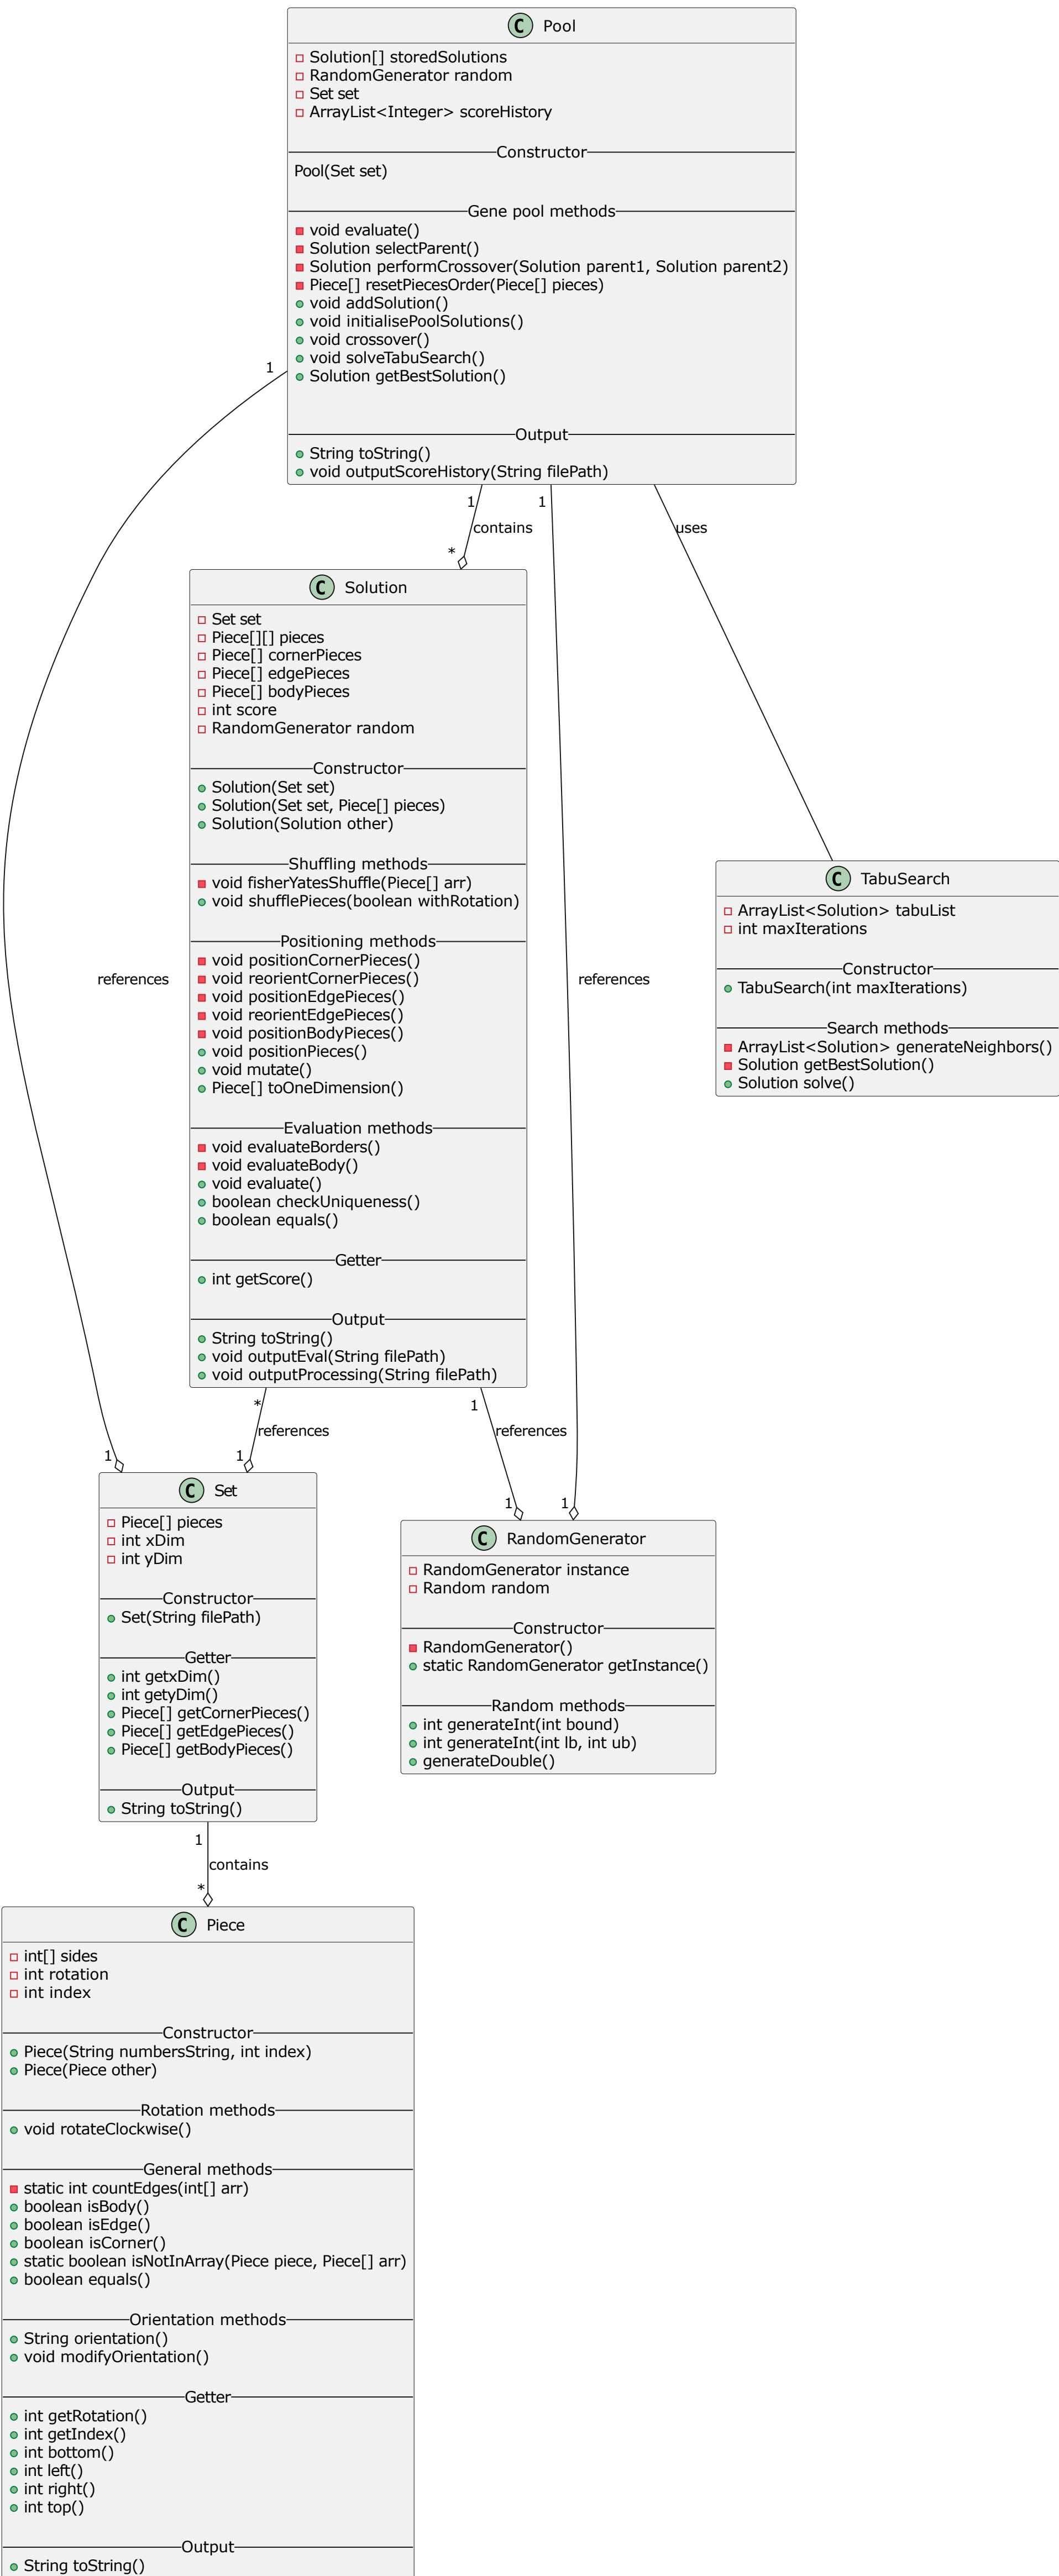 C Pool
Solution[] storedSolutions
RandomGenerator random
Set set
ArrayList<Integer> scoreHistory
Constructor
Pool(Set set)
Gene pool methods
void evaluate()
Solution selectParent()
Solution performCrossover(Solution parent1, Solution parent2)
Piece[] resetPiecesOrder(Piece[] pieces)
void addSolution()
void initialisePoolSolutions()
void crossover()
void solveTabuSearch()
Solution getBestSolution()
Output
String toString()
void outputScoreHistory(String filePath)
1
1
1
contains
uses
*
C Solution
Set set
Piece[][] pieces
Piece[] cornerPieces
Piece[] edgePieces
Piece[] bodyPieces
int score
RandomGenerator random
Constructor
Solution(Set set)
Solution(Set set, Piece[] pieces)
Solution(Solution other)
Shuffling methods
void fisherYatesShuffle(Piece[] arr)
void shufflePieces(boolean withRotation)
Positioning methods
void positionCornerPieces()
void reorientCornerPieces()
void positionEdgePieces()
void reorientEdgePieces()
void positionBodyPieces()
void positionPieces()
void mutate()
Piece[] toOneDimension()
Evaluation methods
void evaluateBorders()
void evaluateBody()
void evaluate()
boolean checkUniqueness()
boolean equals()
Getter
int getScore()
Output
String toString()
void outputEval(String filePath)
void outputProcessing(String filePath)
references
references
C TabuSearch
ArrayList<Solution> tabuList
int maxIterations
Constructor
TabuSearch(int maxIterations)
Search methods
ArrayList<Solution> generateNeighbors()
Solution getBestSolution()
Solution solve()
*
1
references
references
1
1
1
1
C Set
Piece[] pieces
int xDim
int yDim
Constructor
Set(String filePath)
Getter
int getxDim()
int getyDim()
Piece[] getCornerPieces()
Piece[] getEdgePieces()
Piece[] getBodyPieces()
Output
String toString()
C RandomGenerator
RandomGenerator instance
Random random
Constructor
RandomGenerator()
static RandomGenerator getInstance()
Random methods
int generateInt(int bound)
int generateInt(int lb, int ub)
generateDouble()
1
contains
*
C Piece
int[] sides
int rotation
int index
Constructor
Piece(String numbersString, int index)
Piece(Piece other)
Rotation methods
void rotateClockwise()
General methods
static int countEdges(int[] arr)
boolean isBody()
boolean isEdge()
boolean isCorner()
static boolean isNotInArray(Piece piece, Piece[] arr)
boolean equals()
Orientation methods
String orientation()
void modifyOrientation()
Getter
int getRotation()
int getIndex()
int bottom()
int left()
int right()
int top()
Output
String toString()